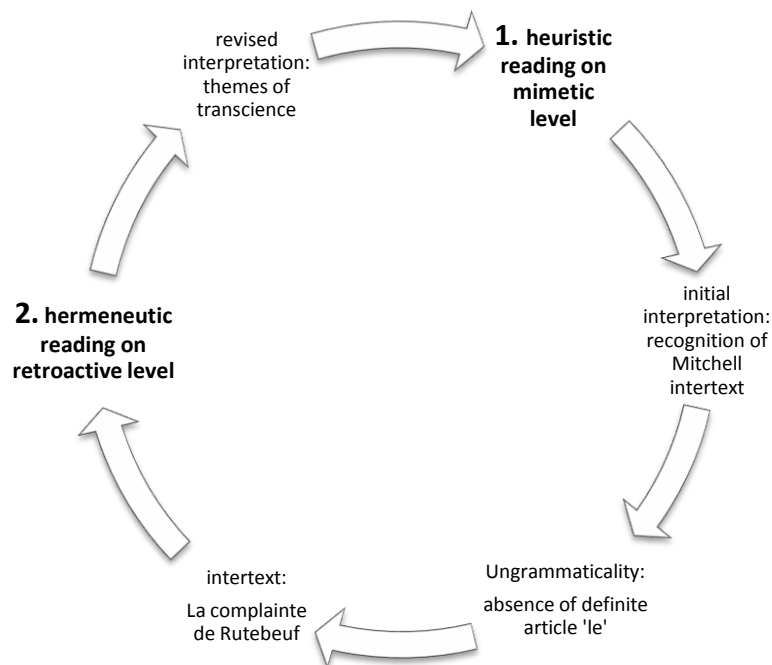 1. heuristic
reading on
mimetic
level
initial
interpretation:
recognition of
Mitchell
intertext
Ungrammaticality:
absence of definite
article 'le'
intertext:
La complainte
de Rutebeuf
2. hermeneutic
reading on
retroactive level
revised
interpretation:
themes of
transcience